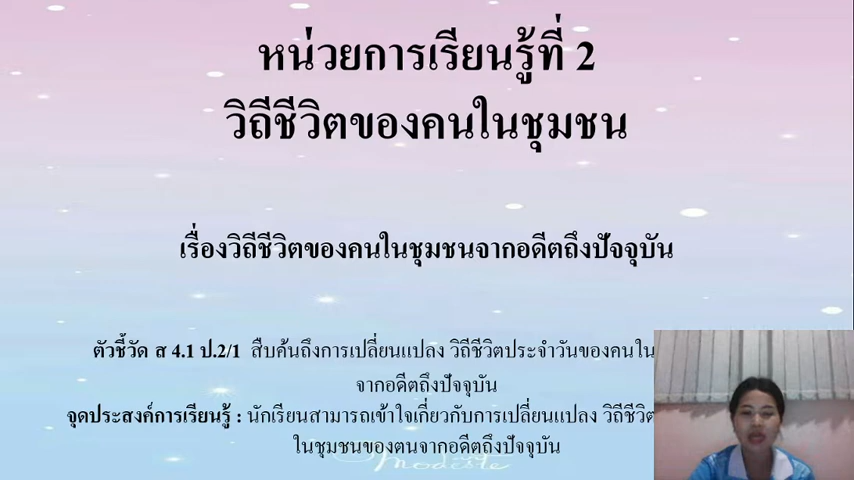 หน่วยการเรียนรู้ที่ 2
วิถีชีวิตของคนในชุมชน
เรื่องวิถีชีวิตของคนในชุมชนจากอดีตถึงปัจจุบัน
ตัวชี้วัด ส 4.1 ป.2/1 สืบค้นถึงการเปลี่ยนแปลง วิถีชีวิตประจำวันของคนใน
จากอดีตถึงปัจจุบัน
จุดประสงค์การเรียนรู้ : นักเรียนสามารถเข้าใจเกี่ยวกับการเปลี่ยนแปลง
ในชุมชนของตนจากอดีตถึงปัจจุบัน
Modeste